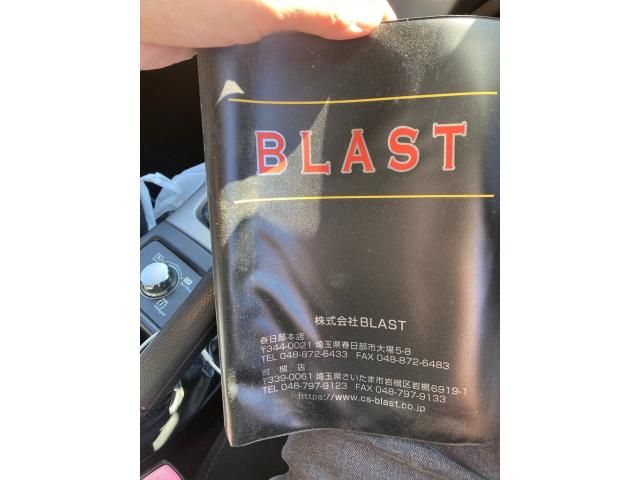 BLAST
株式会社BLAST
春日部本店
〒344-0021 埼玉県春日部市大場5-8
TEL 048-872-6433 FAX 048-872-6483
岩槻店
〒339-0061 埼玉県さいたま市岩槻区岩槻6919-1
TEL 048-797-9123 FAX 048-797-9133
https://www.cs-blast.co.jp